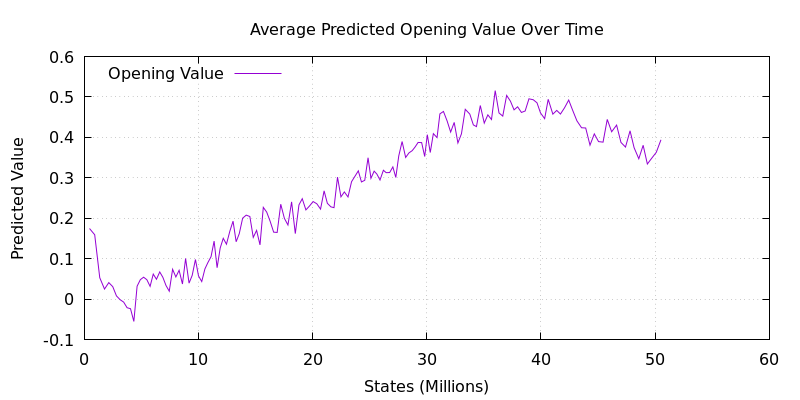 Average Predicted Opening Value Over Time
0.6
Opening Value
0.5
0.4
0.3
0.2
0.1
0
-0.1
Predicted Value
0 10 20 30 40 50 60
States (Millions)